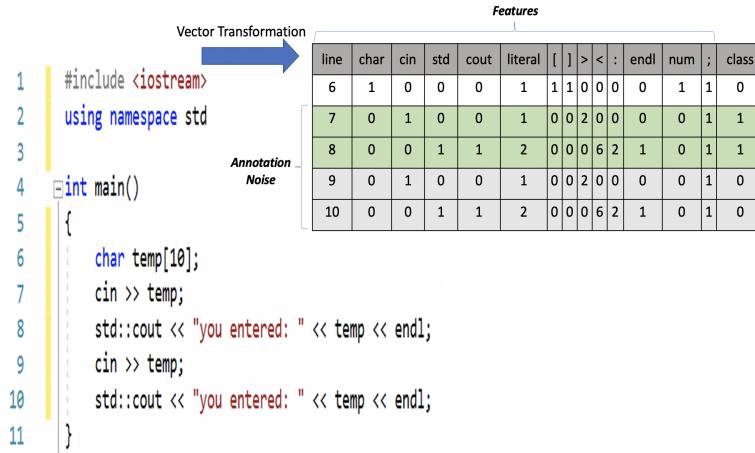 Features
Vector Transformation
line char cin std cout literal [ ] > < : endl num ; class
6 1 0 0 0 1 1 1 0 0 0 0 1 1 0
7 0 1 0 0 1 0 0 2 0 0 0 0 1 1
8 0 0 1 1 2 0 0 0 6 2 1 0 1 1
9 0 1 0 0 1 0 0 2 0 0 0 0 1 0
10 0 0 1 1 2 0 0 0 6 2 1 0 1 0
Annotation
Noise
1 #include <iostream>
2 using namespace std
3
4 int main()
5 {
6 char temp[10];
7 cin >> temp;
8 std::cout << "you entered: " << temp << endl;
9 cin >> temp;
10 std::cout << "you entered: " << temp << endl;
11 }